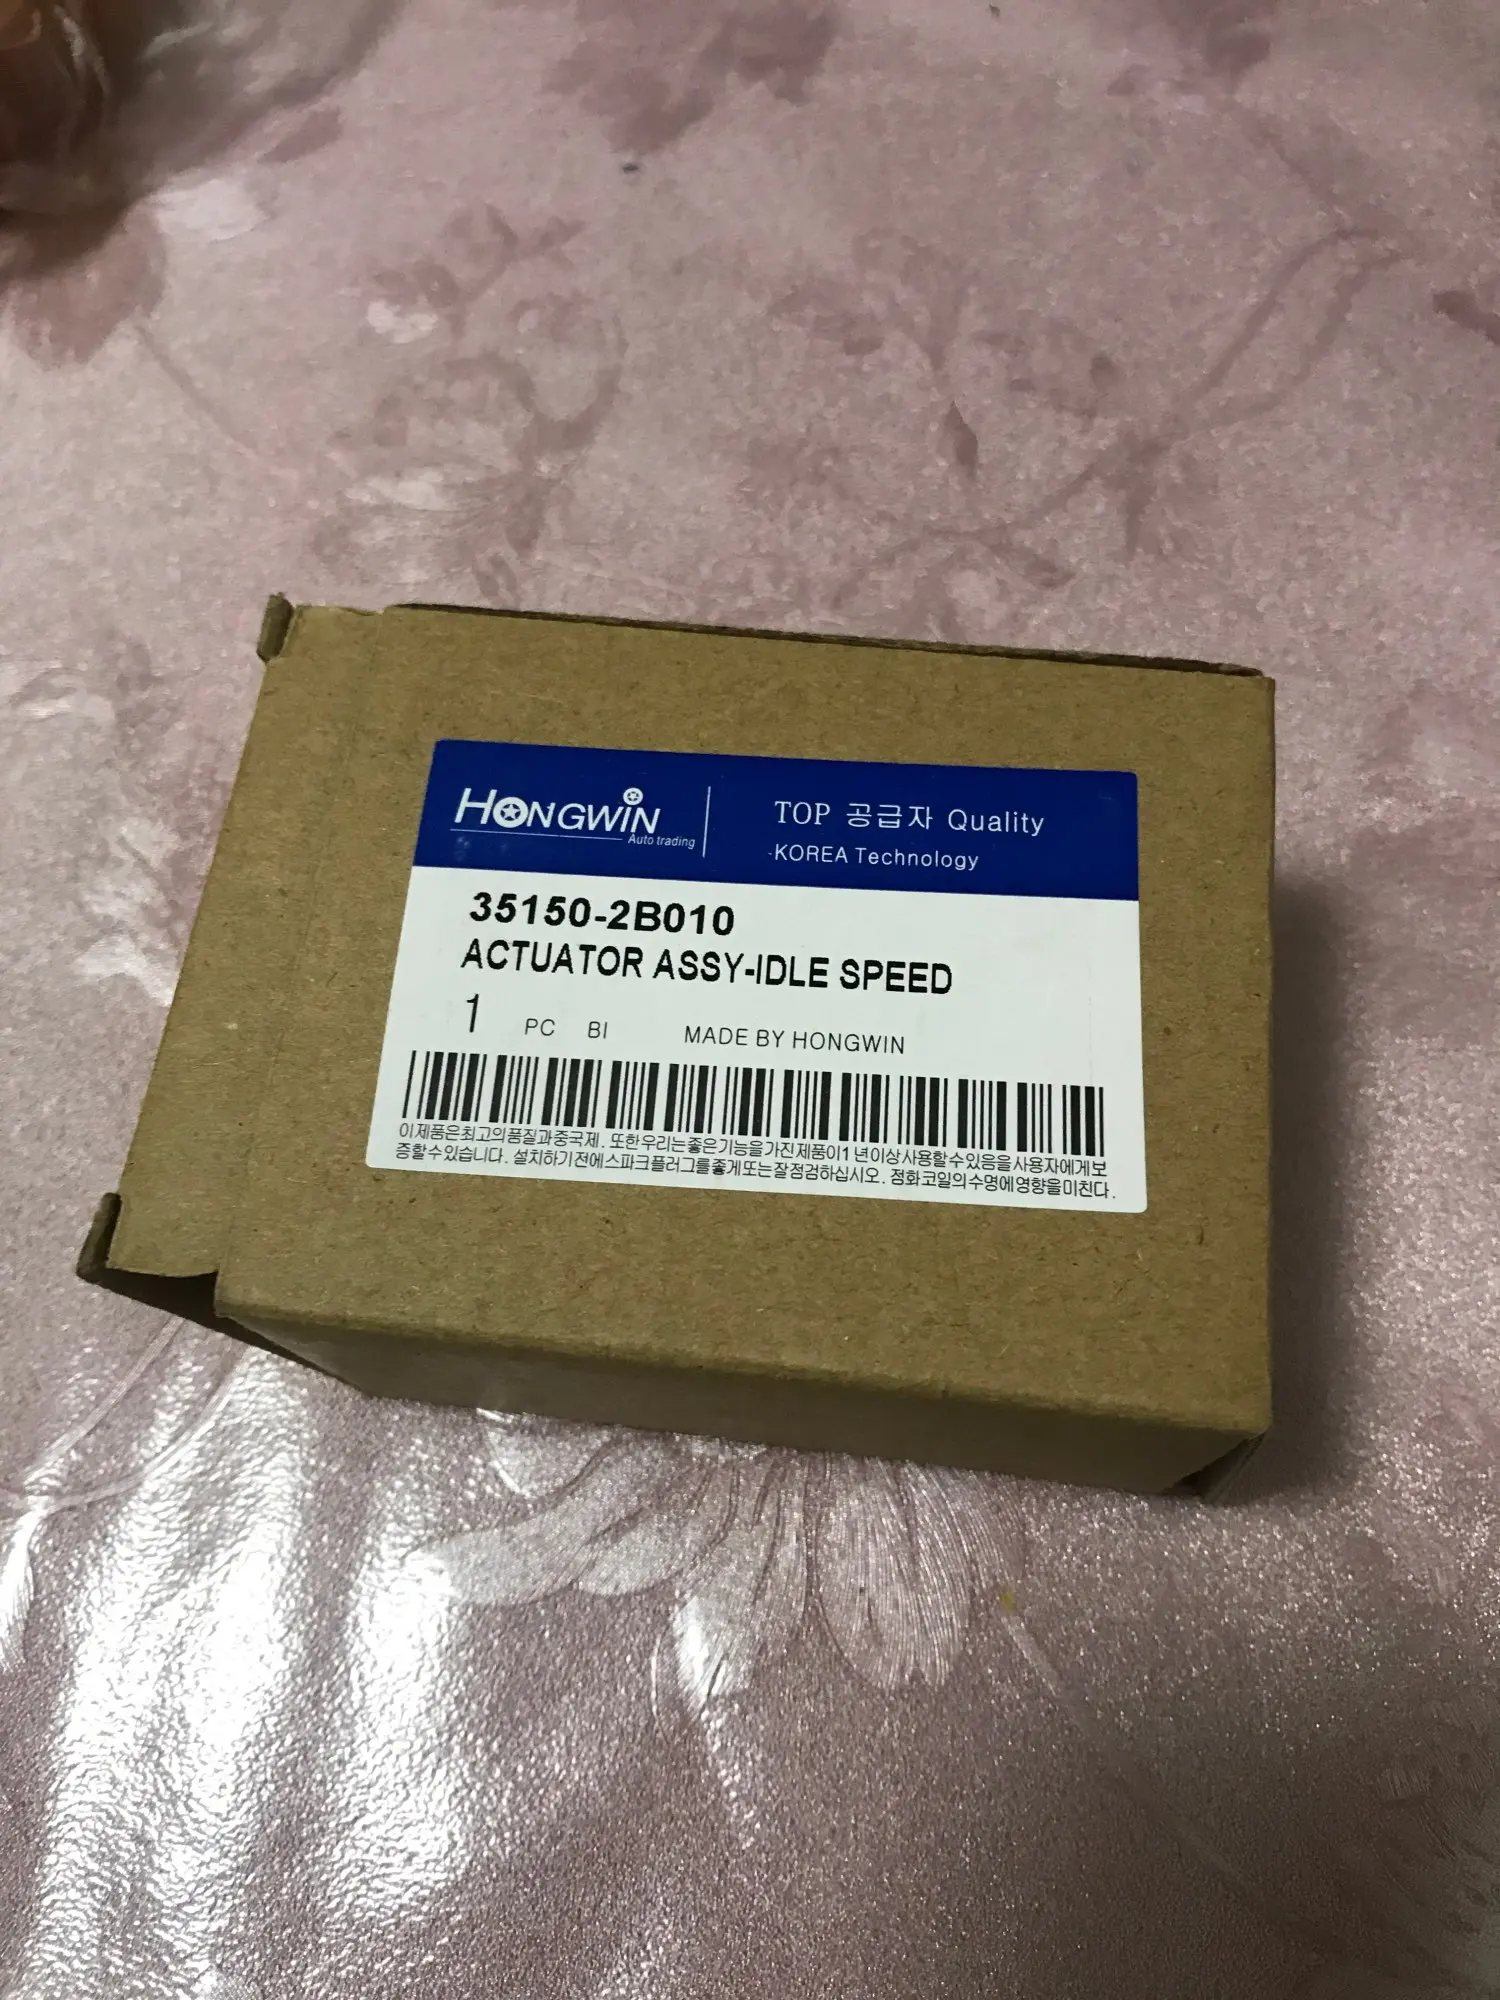 HONGWIN
Auto trading
TOP 공급자 Quality
-KOREA Technology
35150-2B010
ACTUATOR ASSY-IDLE SPEED
1 PC BI MADE BY HONGWIN
이제품은최고의품질과중국제. 또한우리는좋은기능을가진제품이1년이상사용할수있음을사용자에게보
증할수있습니다. 설치하기전에스파크플러그를좋게또는잘점검하십시오. 점화코일의수명에영향을미친다.